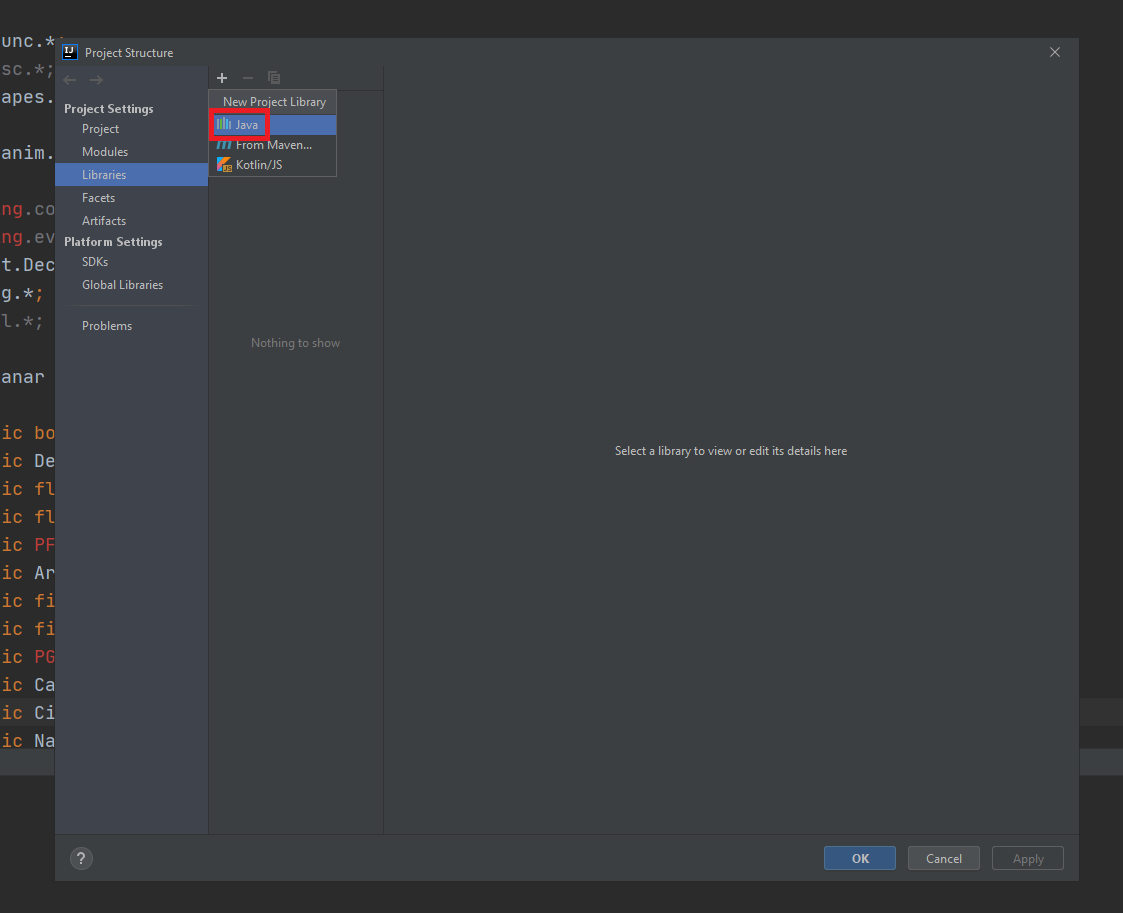 unc.*;
sc.*;
apes.
anim.
ng.co
ng.ev
t.Dec
g.*;
l.*;
anar
ic bo
ic De
ic fl
ic fl
ic PF
ic Ar
ic fi
ic fi
ic PG
ic Ca
ic Ci
ic Na
IJ Project Structure
Project Settings
Project
Modules
Libraries
Facets
Artifacts
Platform Settings
SDKs
Global Libraries
Problems
New Project Library
Java
From Maven...
JS Kotlin/JS
Nothing to show
Select a library to view or edit its details here
?
OK Cancel Apply